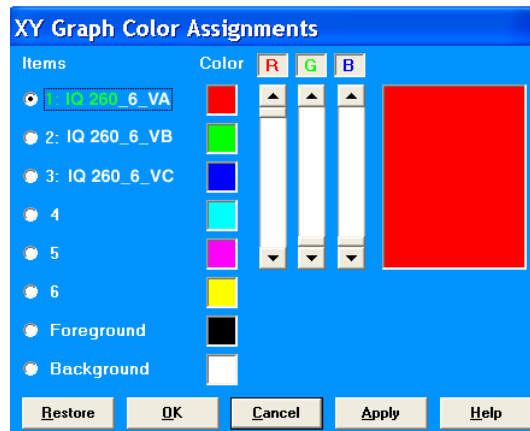 XY Graph Color Assignments
Items Color R G B
1: IQ 260_6_VA
2: IQ 260_6_VB
3: IQ 260_6_VC
4
5
6
Foreground
Background
Restore OK Cancel Apply Help